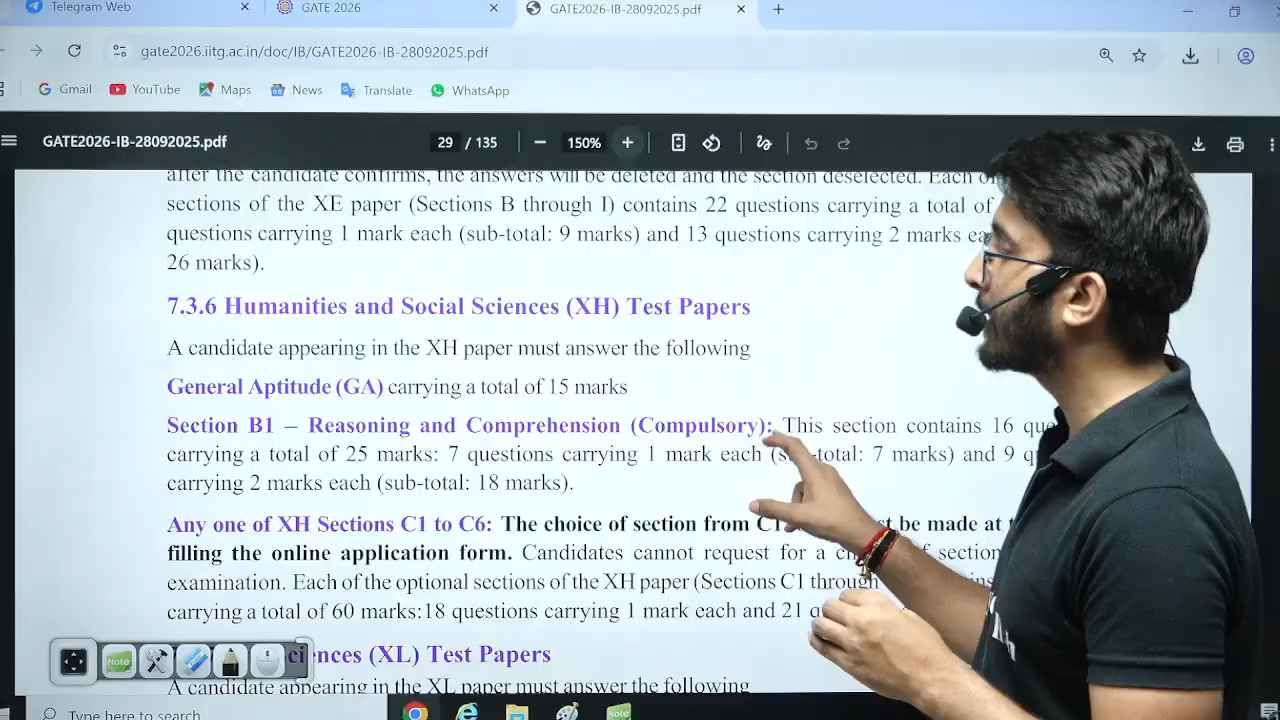 Telegram Web
GATE 2026
GATE2026-IB-28092025.pdf
gate2026.iitg.ac.in/doc/IB/GATE2026-IB-28092025.pdf
Gmail
YouTube
Maps
News
Translate
WhatsApp
GATE2026-IB-28092025.pdf
29 / 135
150%
after the candidate confirms, the answers will be deleted and the section deselected. Each
sections of the XE paper (Sections B through I) contains 22 questions carrying a total of
questions carrying 1 mark each (sub-total: 9 marks) and 13 questions carrying 2 marks
26 marks).
7.3.6 Humanities and Social Sciences (XH) Test Papers
A candidate appearing in the XH paper must answer the following
General Aptitude (GA) carrying a total of 15 marks
Section B1 – Reasoning and Comprehension (Compulsory): This section contains 16
carrying a total of 25 marks: 7 questions carrying 1 mark each (sub-total: 7 marks) and 9
carrying 2 marks each (sub-total: 18 marks).
Any one of XH Sections C1 to C6: The choice of section from be made at
filling the online application form. Candidates cannot request for a section
examination. Each of the optional sections of the XH paper (Sections C1 through
carrying a total of 60 marks:18 questions carrying 1 mark each and 21
(XL) Test Papers
A candidate appearing in the XL paper must answer the following
Note
Type here to search
Note